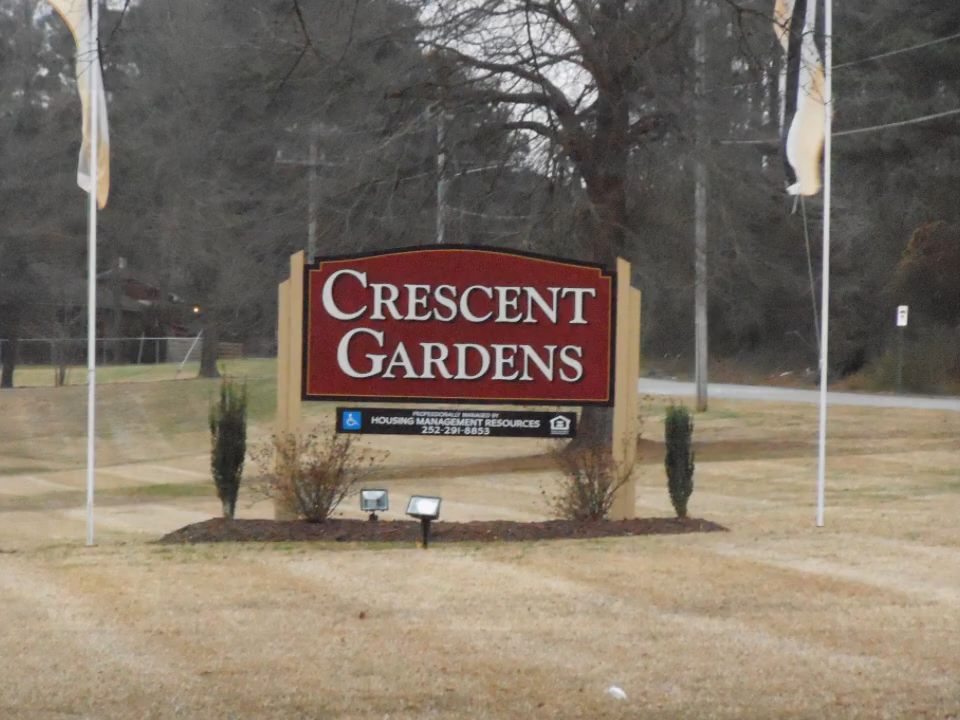 CRESCENT
GARDENS
PROFESSIONALLY MANAGED BY
HOUSING MANAGEMENT RESOURCES
252-291-8853